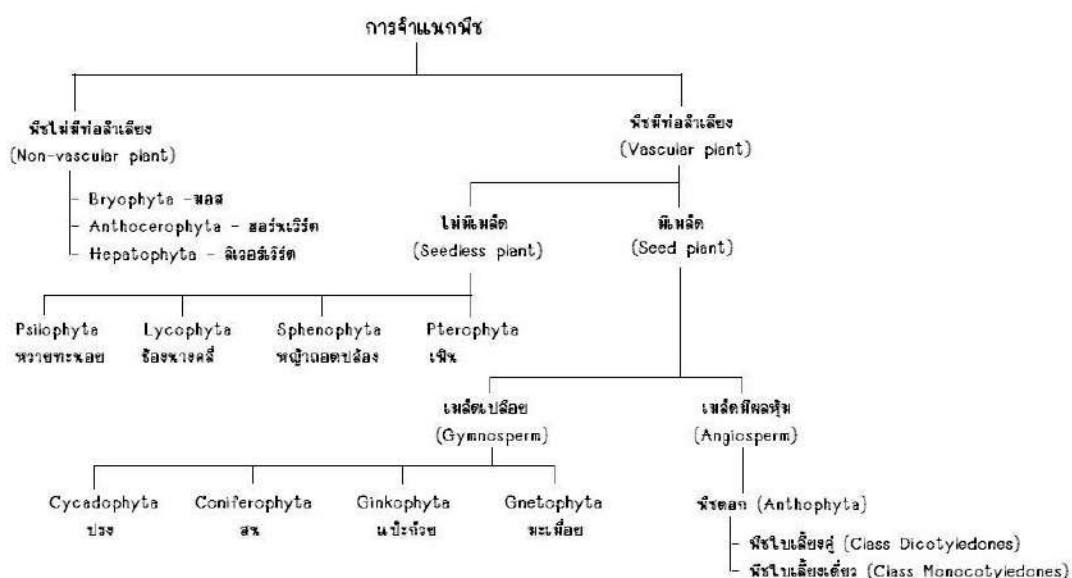 การจำแนกพืช
พืชไม่มีท่อลำเลียง
(Non-vascular plant)
- Bryophyta -มอส
- Anthocerophyta - ฮอร์นเวิร์ต
- Hepatophyta - ลิเวอร์เวิร์ต
พืชมีท่อลำเลียง
(Vascular plant)
ไม่มีเมล็ด
(Seedless plant)
มีเมล็ด
(Seed plant)
Psilophyta
หวายทะนอย
Lycophyta
ช้องนางคลี่
Sphenophyta
หญ้าถอดปล้อง
Pterophyta
เฟิน
เมล็ดเปลือย
(Gymnosperm)
เมล็ดมีผลหุ้ม
(Angiosperm)
Cycadophyta
ปรง
Coniferophyta
สน
Ginkophyta
แปะก๊วย
Gnetophyta
มะเมื่อย
พืชดอก (Anthophyta)
- พืชใบเลี้ยงคู่ (Class Dicotyledones)
- พืชใบเลี้ยงเดี่ยว (Class Monocotyledones)